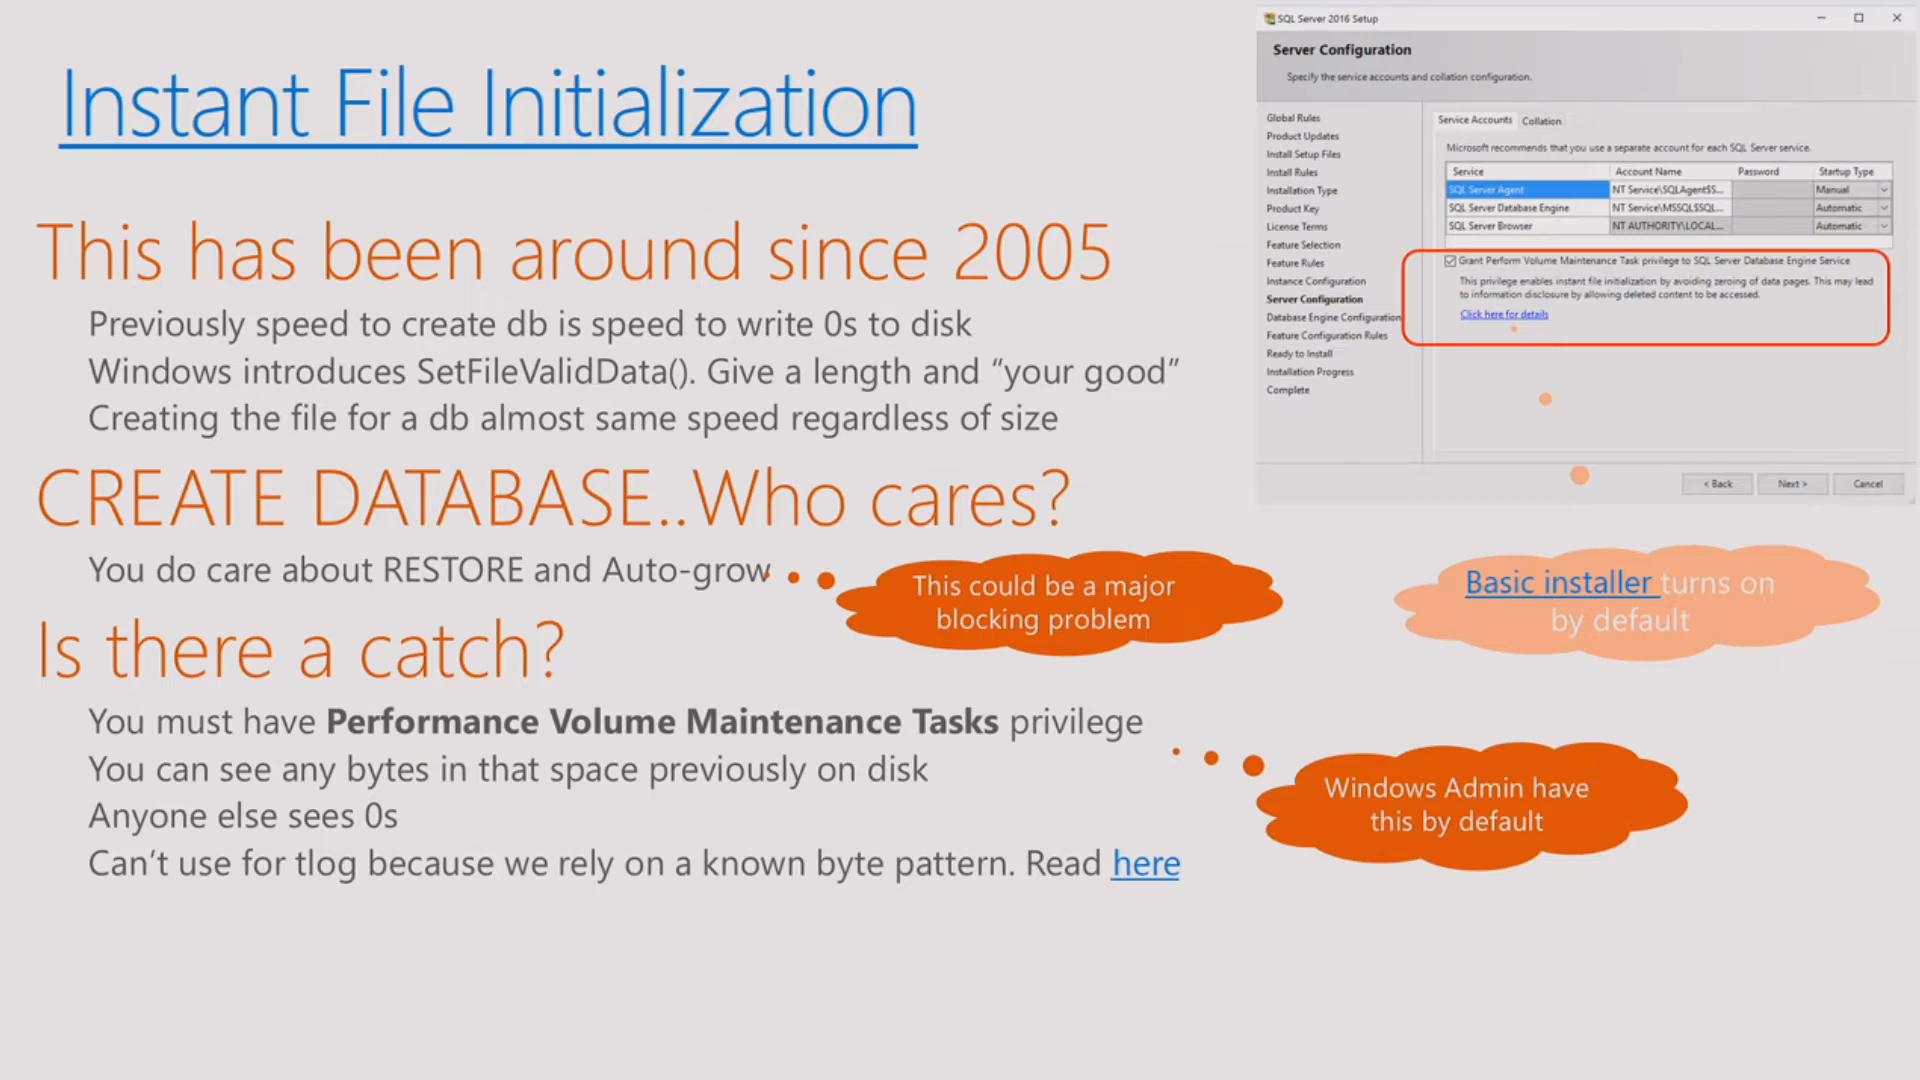 Instant File Initialization
This has been around since 2005
Previously speed to create db is speed to write 0s to disk
Windows introduces SetFileValidData(). Give a length and “your good”
Creating the file for a db almost same speed regardless of size
CREATE DATABASE..Who cares?
You do care about RESTORE and Auto-grow
This could be a major
blocking problem
Is there a catch?
You must have Performance Volume Maintenance Tasks privilege
You can see any bytes in that space previously on disk
Anyone else sees 0s
Can’t use for tlog because we rely on a known byte pattern. Read here
Windows Admin have
this by default
Basic installer turns on
by default
SQL Server 2016 Setup
Server Configuration
Specify the service accounts and collation configuration.
Global Rules
Product Updates
Install Setup Files
Install Rules
Installation Type
Product Key
License Terms
Feature Selection
Feature Rules
Instance Configuration
Server Configuration
Database Engine Configuration
Feature Configuration Rules
Ready to Install
Installation Progress
Complete
Service Accounts Collation
Microsoft recommends that you use a separate account for each SQL Server service.
Service Account Name Password Startup Type
SQL Server Agent NT Service\SQLAgent$S... Manual
SQL Server Database Engine NT Service\MSSQL$SQL... Automatic
SQL Server Browser NT AUTHORITY\LOCAL... Automatic
Grant Perform Volume Maintenance Task privilege to SQL Server Database Engine Service
This privilege enables instant file initialization by avoiding zeroing of data pages. This may lead
to information disclosure by allowing deleted content to be accessed.
Click here for details
< Back Next > Cancel